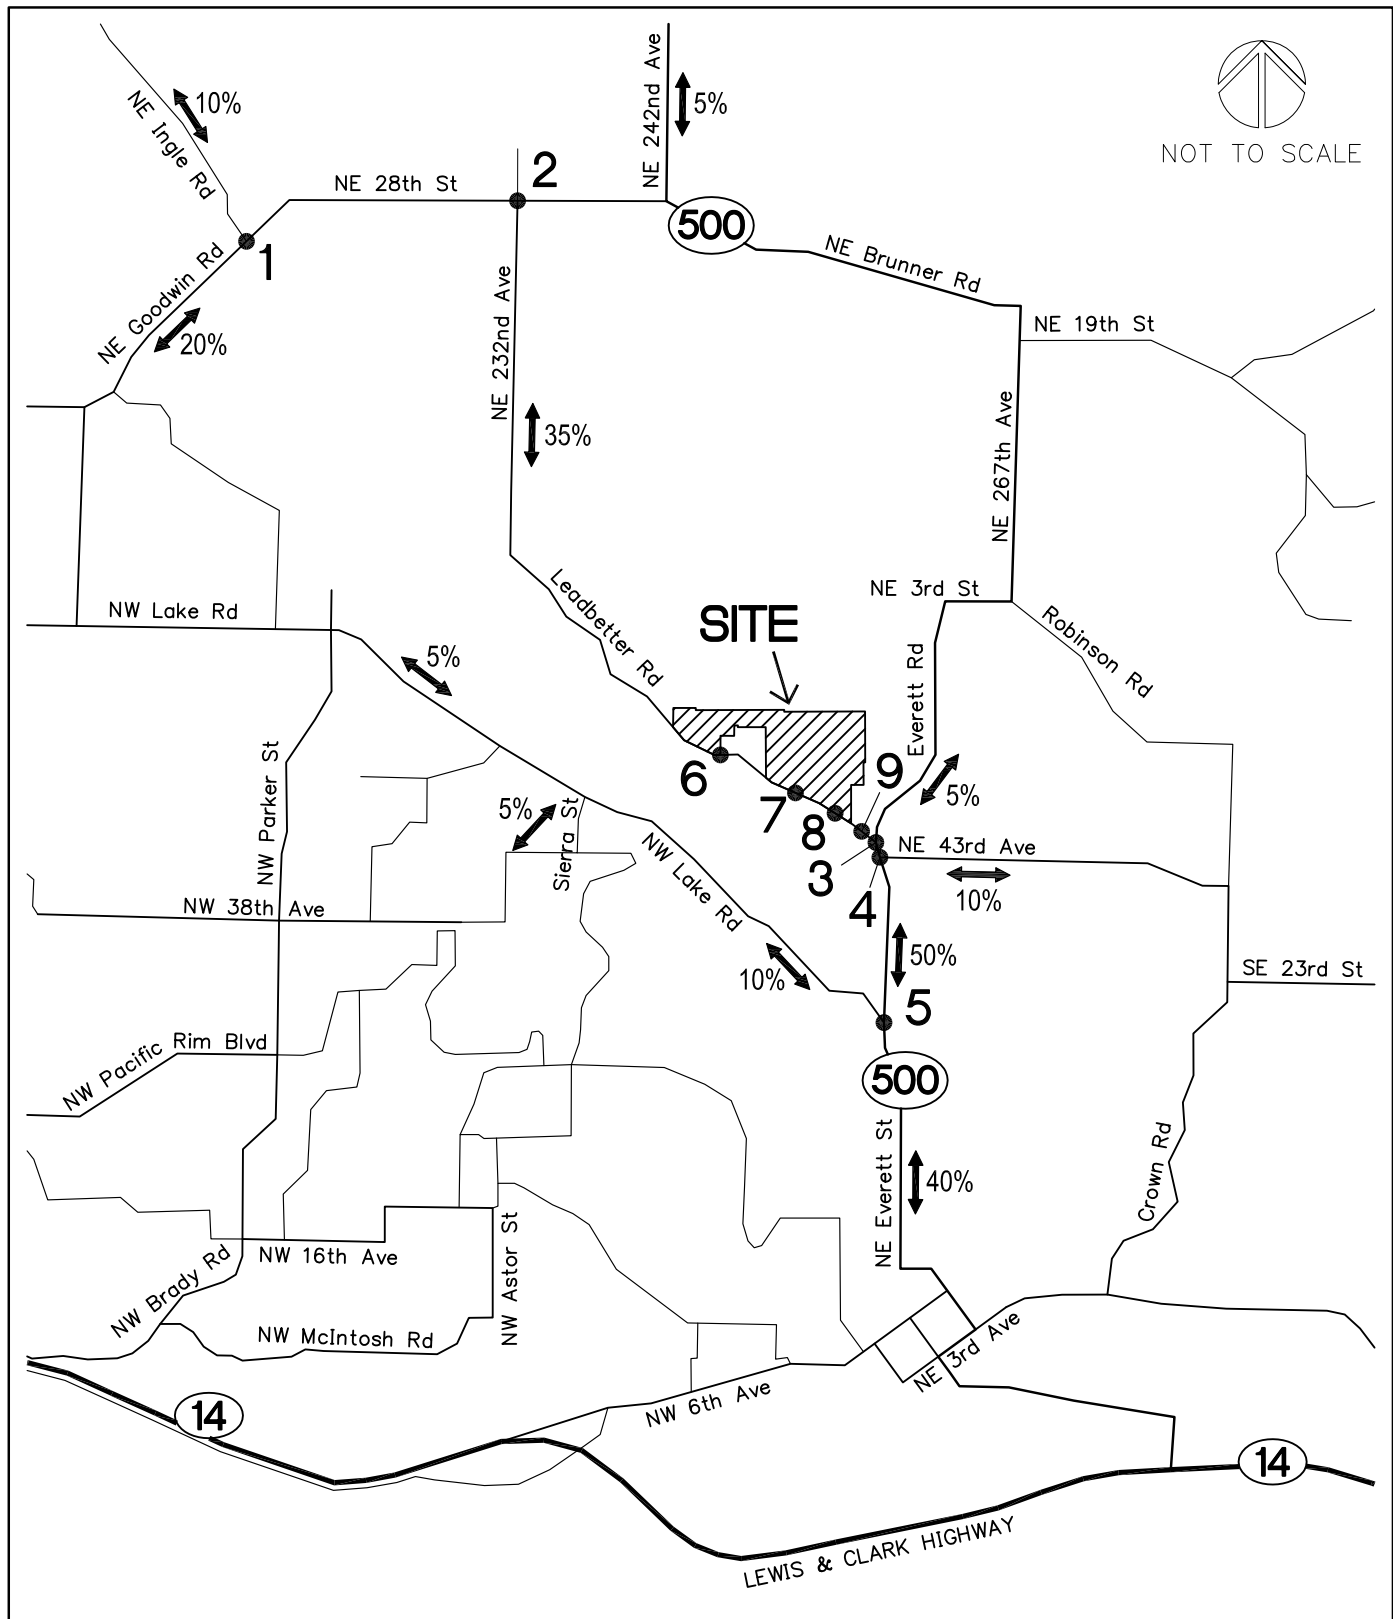 NE 242nd Ave
5%
NE Ingle Rd
10%
NOT TO SCALE
2
NE 28th St
500
1
NE Brunner Rd
NE Goodwin Rd
20%
NE 232nd Ave
NE 19th St
35%
NE 267th Ave
NE 3rd St
Leadbetter Rd
NW Lake Rd
SITE
Robinson Rd
5%
Everett Rd
9
6
7
5%
8
NW Parker St
5%
Sierra St
NE 43rd Ave
3
NW Lake Rd
10%
4
NW 38th Ave
50%
10%
SE 23rd St
5
NW Pacific Rim Blvd
500
NE Everett St
Crown Rd
40%
NW Astor St
NW 16th Ave
NW Brady Rd
NW McIntosh Rd
NE 3rd Ave
NW 6th Ave
14
14
LEWIS & CLARK HIGHWAY